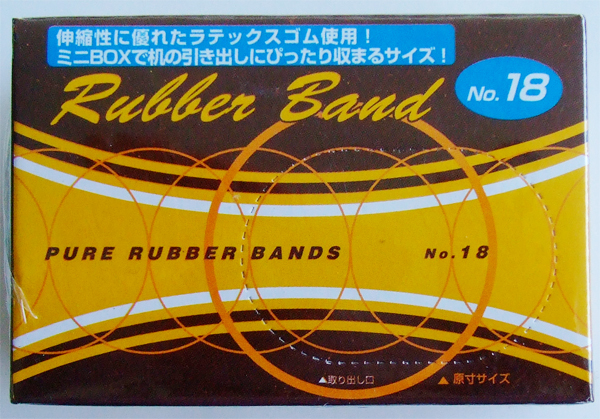 伸縮性に優れたラテックスゴム使用！
ミニBOXで机の引き出しにぴったり収まるサイズ！
Rubber Band
No. 18
PURE RUBBER BANDS No. 18
▲取り出し口 ▲原寸サイズ